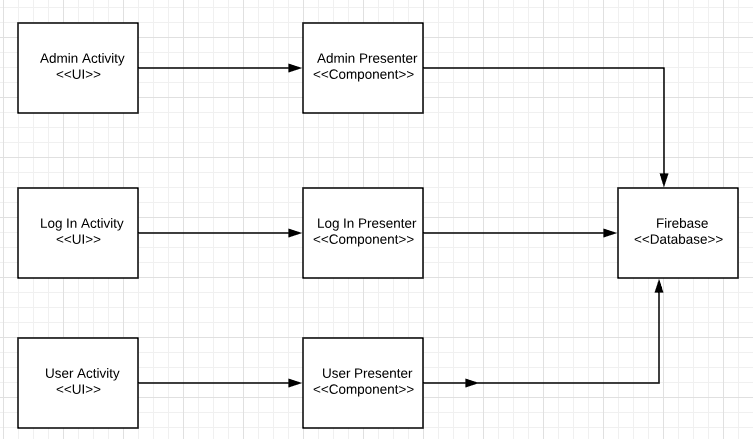 Admin Activity
<<UI>>
Admin Presenter
<<Component>>
Log In Activity
<<UI>>
Log In Presenter
<<Component>>
Firebase
<<Database>>
User Activity
<<UI>>
User Presenter
<<Component>>